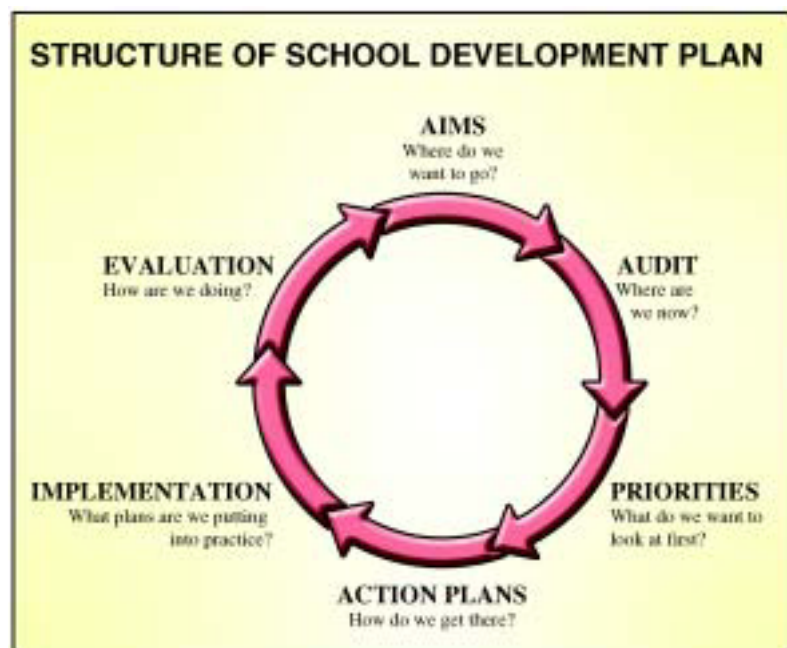 STRUCTURE OF SCHOOL DEVELOPMENT PLAN
AIMS
Where do we
want to go?
AUDIT
Where are
we now?
PRIORITIES
What do we want to
look at first?
ACTION PLANS
How do we get there?
IMPLEMENTATION
What plans are we putting
into practice?
EVALUATION
How are we doing?